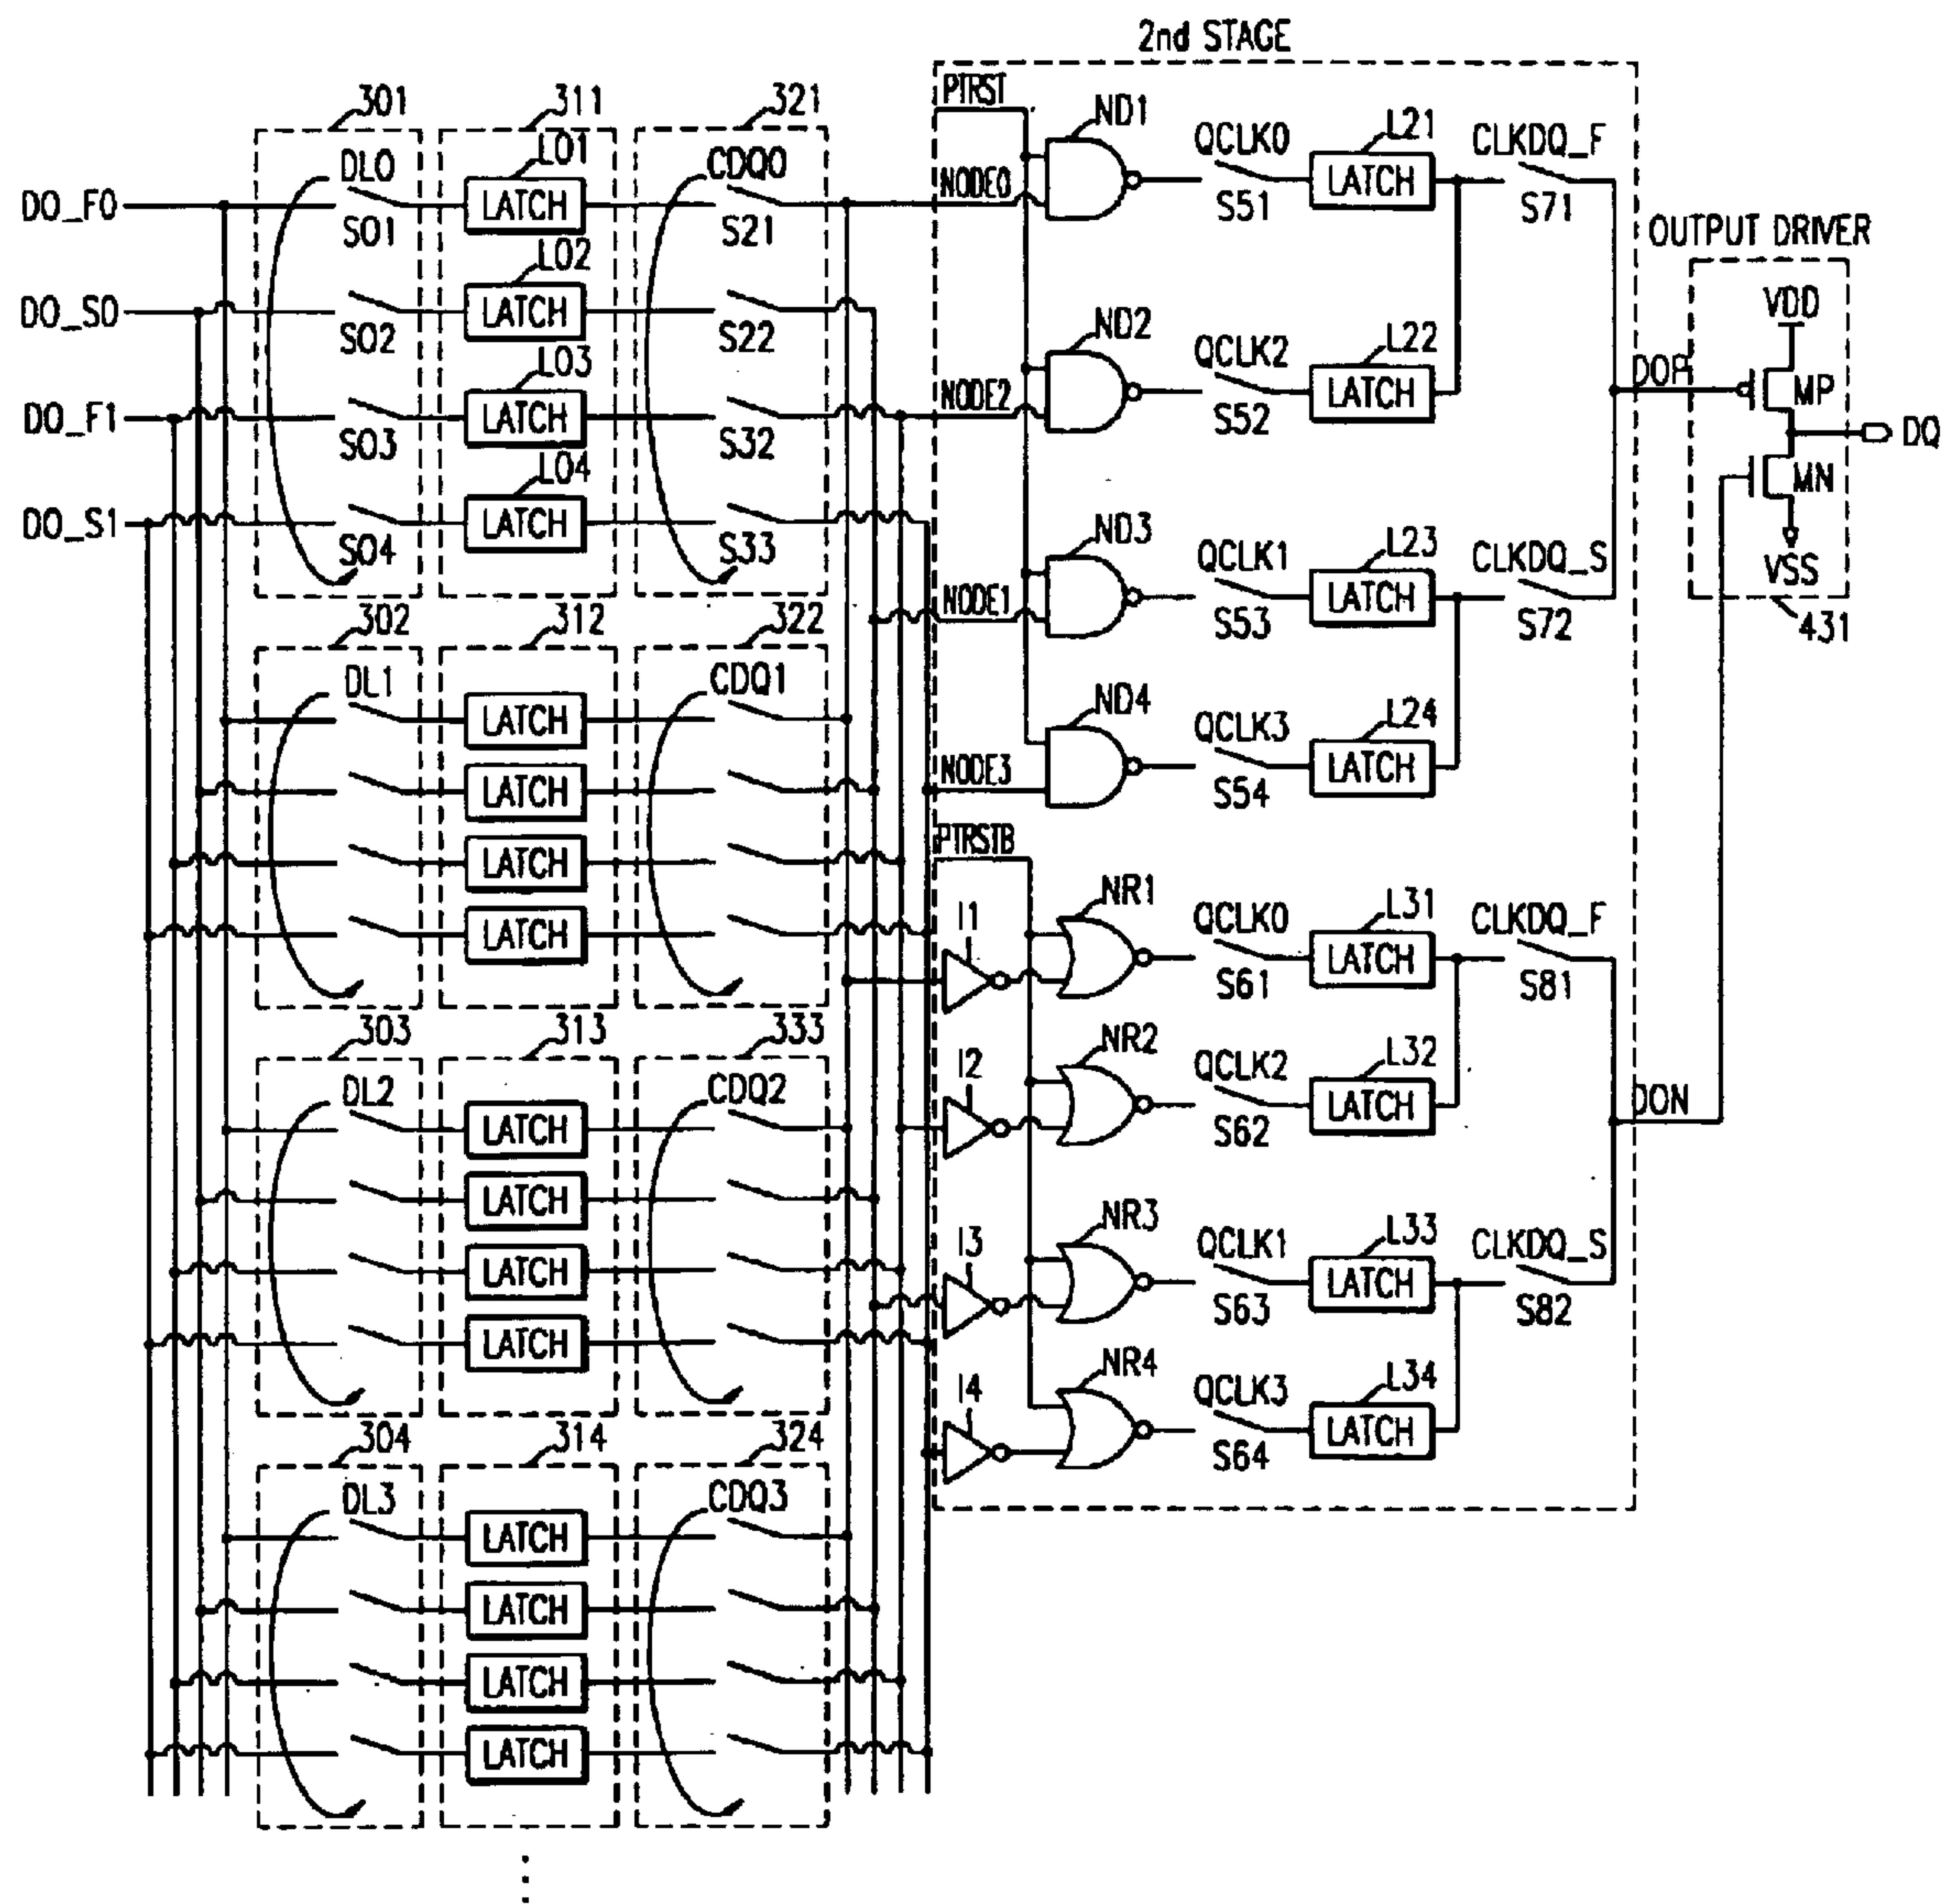 2nd STAGE
301
311
321
PTRST
ND1
QCLK0
L21
CLKDQ_F
DL0
L01
CDQ0
LATCH
DO_F0
LATCH
NODE0
S01
S21
S51
S71
L02
OUTPUT DRIVER
DO_S0
LATCH
ND2
VDD
S02
S22
QCLK2
L22
L03
LATCH
DOP
MP
DO_F1
LATCH
NODE2
S52
DQ
S03
S32
L04
MN
DO_S1
LATCH
ND3
QCLK1
L23
CLKDQ_S
S04
S33
VSS
NODE1
LATCH
S53
S72
431
302
312
322
DL1
CDQ1
ND4
QCLK3
L24
LATCH
LATCH
NODE3
S54
LATCH
PTRSTB
LATCH
NR1
QCLK0
L31
CLKDQ_F
LATCH
I1
LATCH
S61
S81
303
313
333
NR2
QCLK2
L32
I2
DL2
CDQ2
LATCH
LATCH
DON
S62
LATCH
NR3
QCLK1
L33
CLKDQ_S
LATCH
I3
LATCH
S63
S82
LATCH
NR4
QCLK3
L34
I4
LATCH
S64
304
314
324
DL3
CDQ3
LATCH
LATCH
LATCH
LATCH